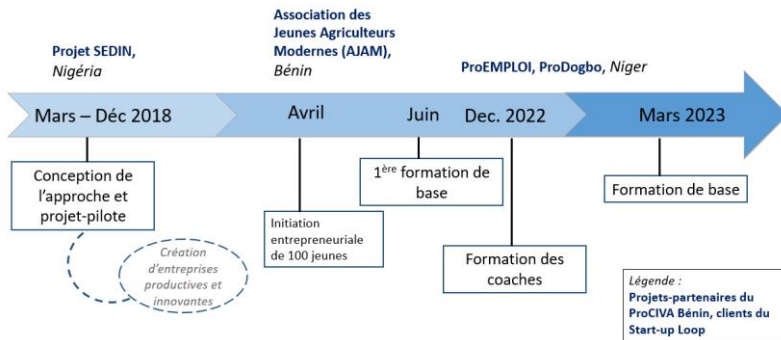 Projet SEDIN,
Nigéria
Association des
Jeunes Agriculteurs
Modernes (AJAM),
Bénin
ProEMPLOI, ProDogbo, Niger
Mars – Déc 2018
Avril
Juin
Dec. 2022
Mars 2023
Conception de
l’approche et
projet-pilote
Création
d’entreprises
productives et
innovantes
Initiation
entrepreneuriale
de 100 jeunes
1ère formation de
base
Formation des
coaches
Formation de base
Légende :
Projets-partenaires du
ProCIVA Bénin, clients du
Start-up Loop